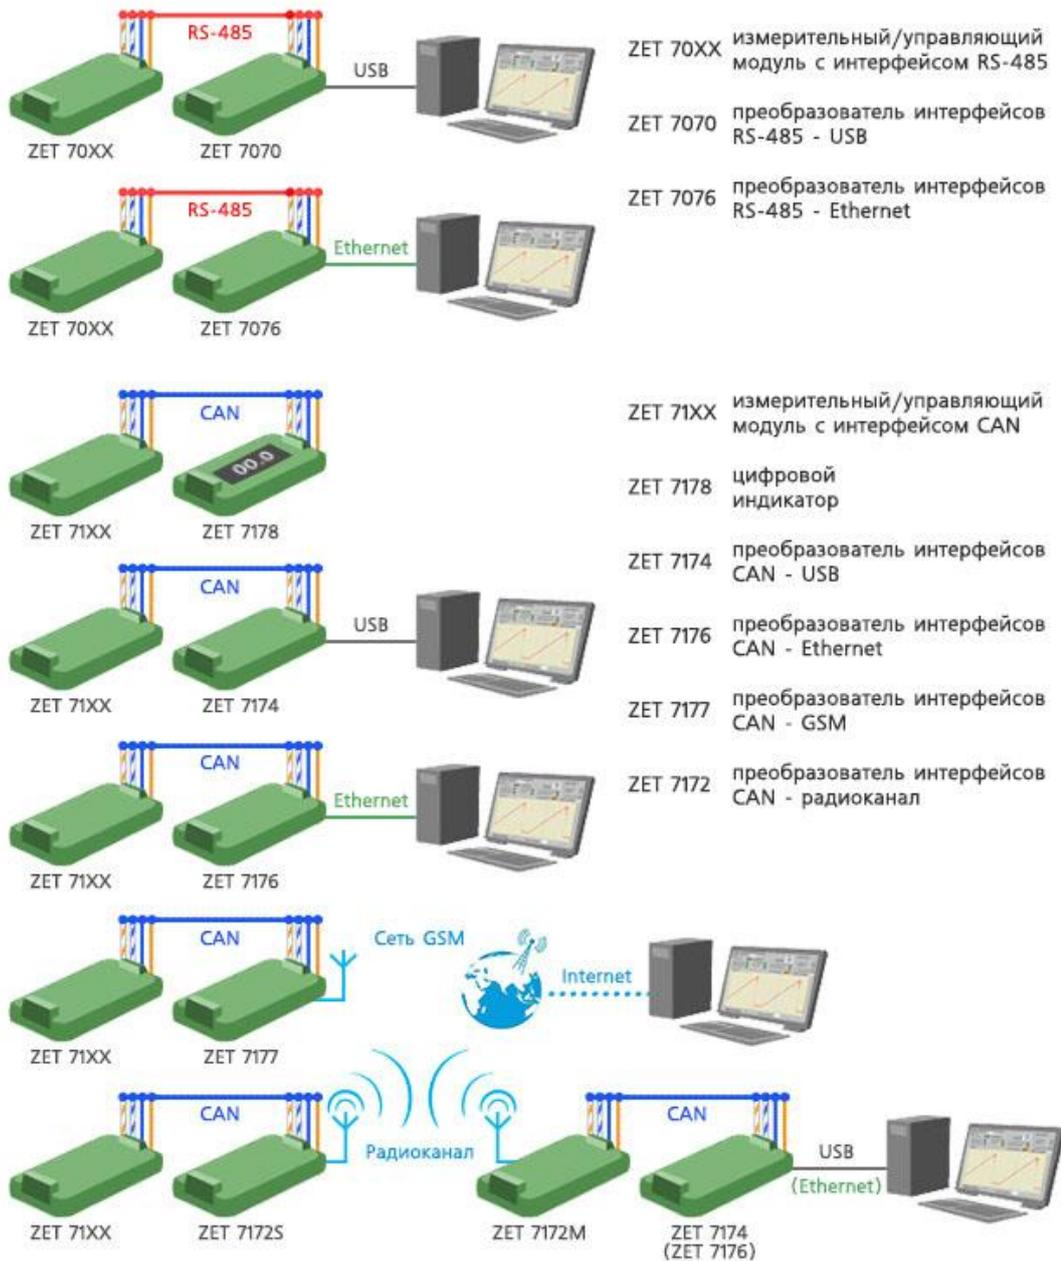 RS-485
USB
ZET 70XX
ZET 7070
ZET 70XX измерительный/управляющий
модуль с интерфейсом RS-485
ZET 7070 преобразователь интерфейсов
RS-485 - USB
ZET 7076 преобразователь интерфейсов
RS-485 - Ethernet
RS-485
Ethernet
ZET 70XX
ZET 7076
CAN
00.0
ZET 71XX
ZET 7178
ZET 71XX измерительный/управляющий
модуль с интерфейсом CAN
ZET 7178 цифровой
индикатор
ZET 7174 преобразователь интерфейсов
CAN - USB
ZET 7176 преобразователь интерфейсов
CAN - Ethernet
ZET 7177 преобразователь интерфейсов
CAN - GSM
ZET 7172 преобразователь интерфейсов
CAN - радиоканал
CAN
USB
ZET 71XX
ZET 7174
CAN
Ethernet
ZET 71XX
ZET 7176
CAN
Сеть GSM
Internet
ZET 71XX
ZET 7177
CAN
Радиоканал
CAN
USB
(Ethernet)
ZET 71XX
ZET 7172S
ZET 7172M
ZET 7174
(ZET 7176)